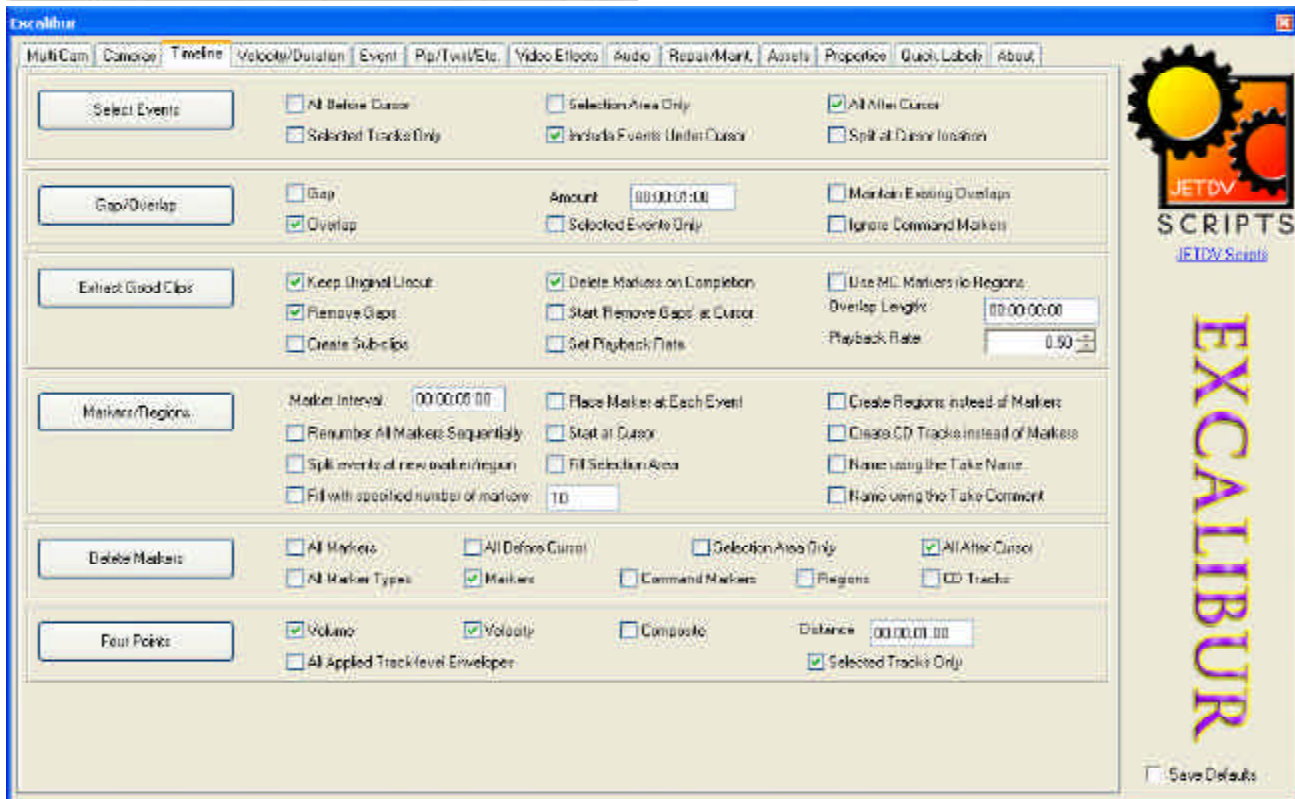 Excalibur
Multi Cam Cameras Timeline Velocity/Duration Event Pip/Twixt/Etc. Video Effects Audio Repair/Maint. Assets Properties Quick Labels About
Select Events
All Before Cursor
Selection Area Only
All After Cursor
Selected Tracks Only
Include Events Under Cursor
Split at Cursor location
Gap/Overlap
Gap
Amount 00:00:01:00
Maintain Existing Overlaps
Overlap
Selected Events Only
Ignore Command Markers
Extract Good Clips
Keep Original Uncut
Delete Markers on Completion
Use MC Markers to Regions
Remove Gaps
Start 'Remove Gaps' at Cursor
Overlap Length: 00:00:00:00
Create Sub-clips
Set Playback Rate
Playback Rate 0.50
Markers/Regions
Marker Interval 00:00:05:00
Place Marker at Each Event
Create Regions instead of Markers
Renumber All Markers Sequentially
Start at Cursor
Create CD Tracks instead of Markers
Split events at new marker/region
Fill Selection Area
Name using the Take Name
Fill with specified number of markers 10
Name using the Take Comment
Delete Markers
All Markers
All Before Cursor
Selection Area Only
All After Cursor
All Marker Types
Markers
Command Markers
Regions
CD Tracks
Four Points
Volume
Velocity
Composite
Distance 00:00:01:00
All Applied Track-level Envelopes
Selected Tracks Only
JETDV
SCRIPTS
JETDV Scripts
EXCALIBUR
Save Defaults